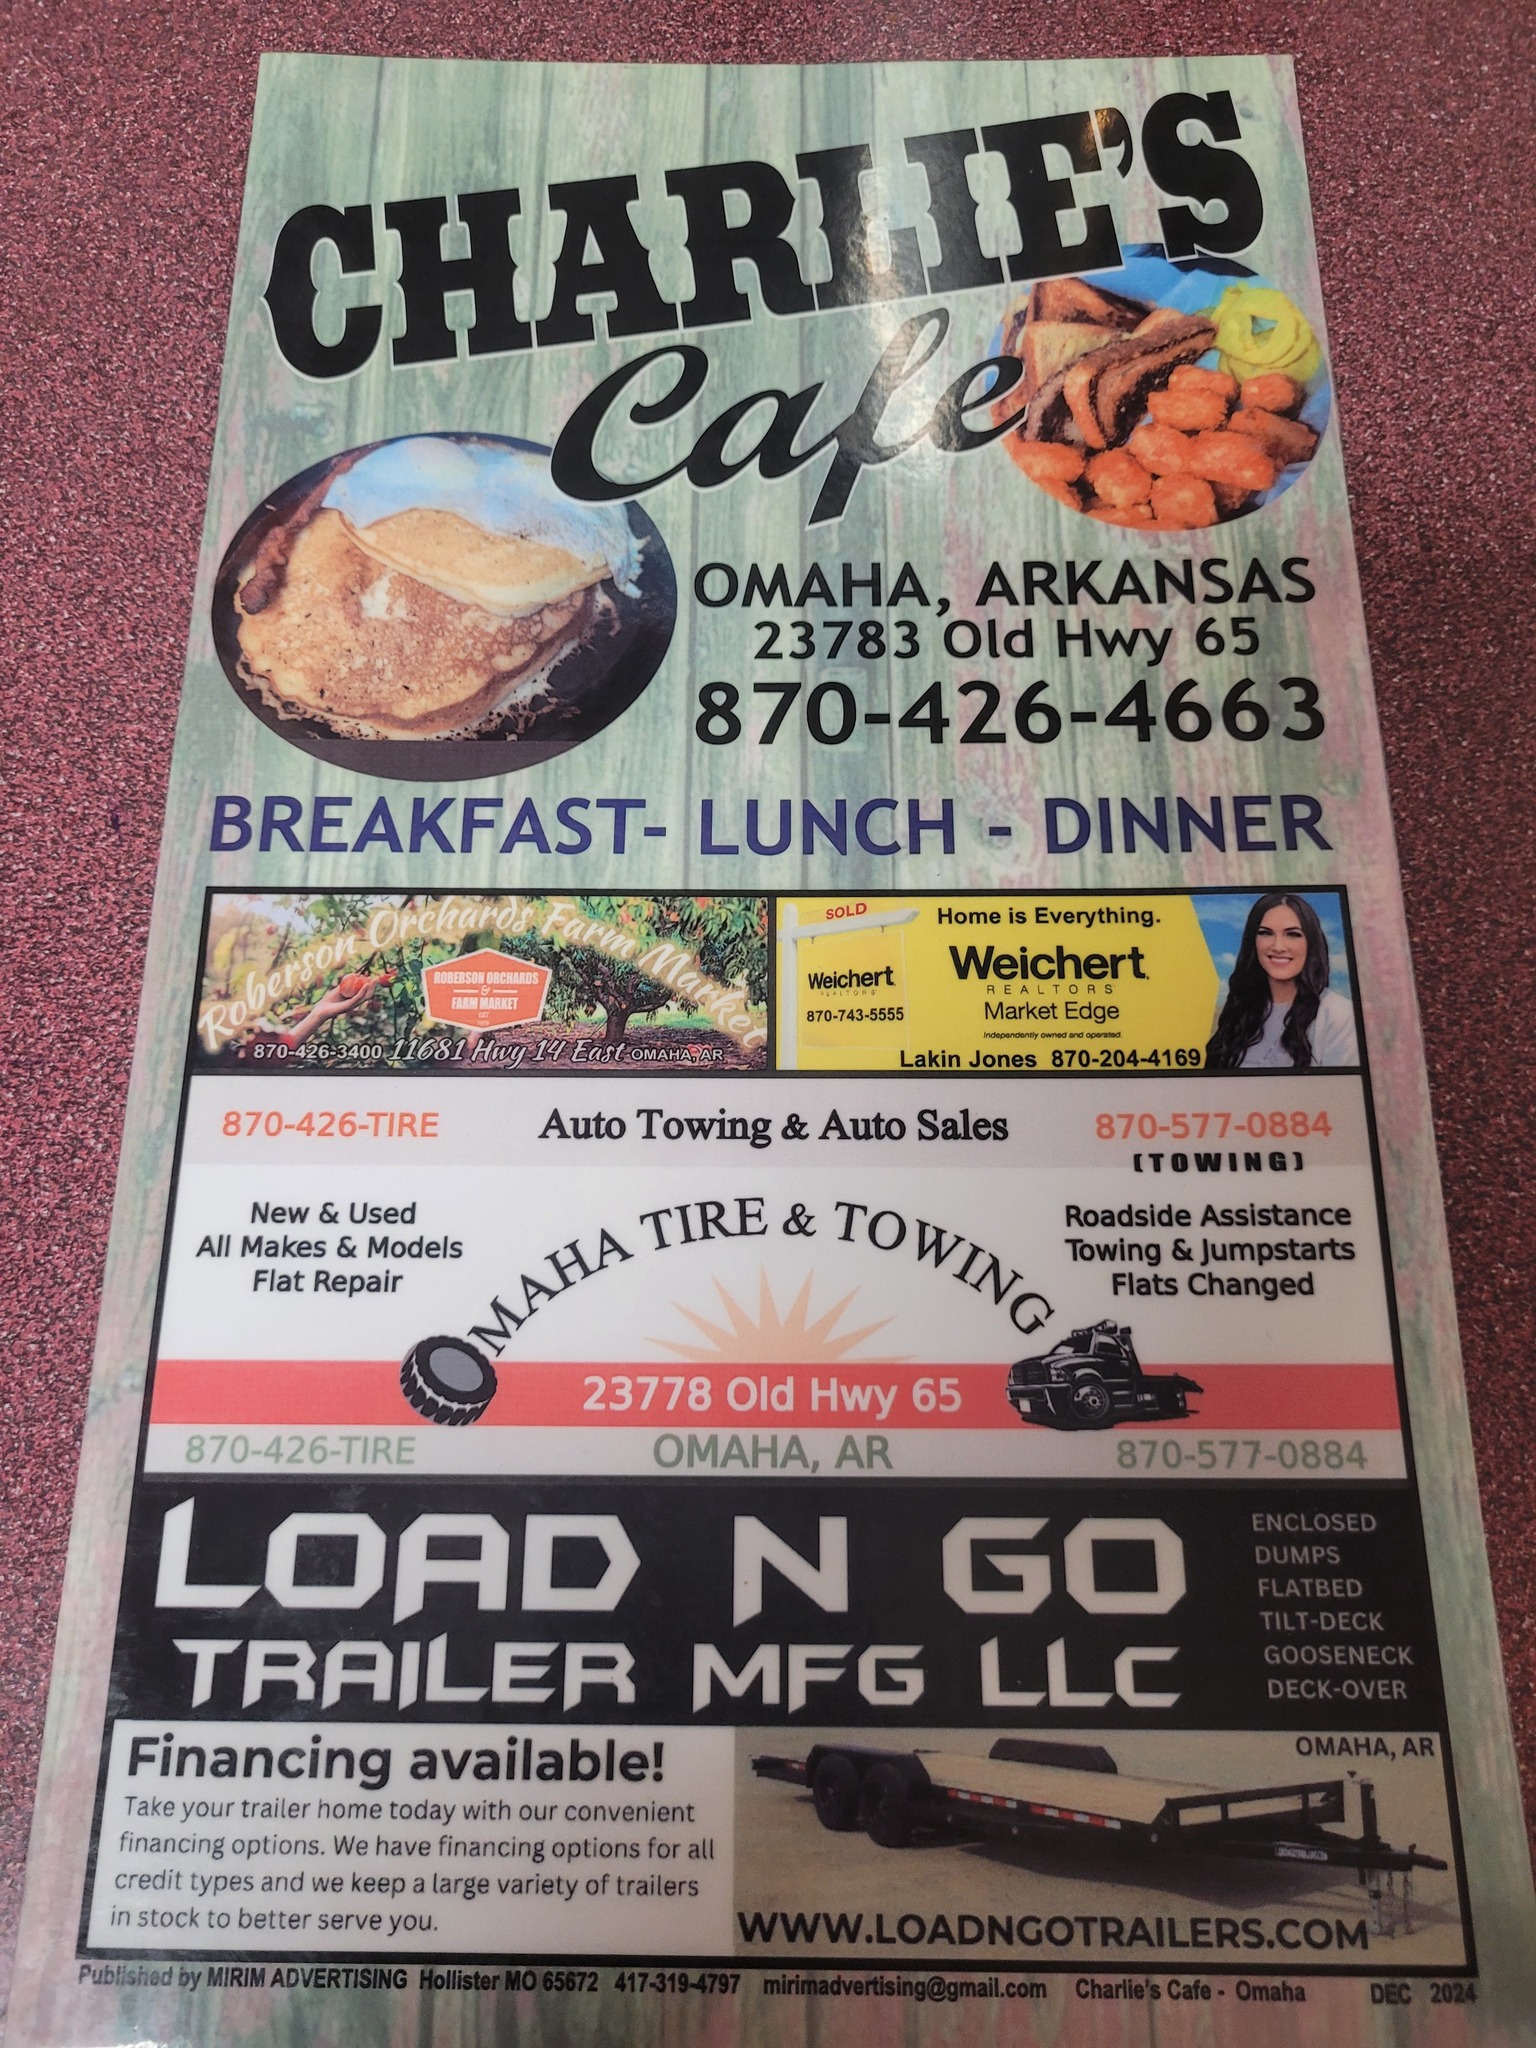 CHARLIE'S
Cafe
OMAHA, ARKANSAS
23783 Old Hwy 65
870-426-4663
BREAKFAST- LUNCH - DINNER
Roberson Orchards Farm Market
ROBERSON ORCHARDS
&
FARM MARKET
EST
870-426-3400 11681 Hwy 14 East OMAHA, AR
SOLD
Weichert
REALTORS
870-743-5555
Home is Everything.
Weichert
REALTORS
Market Edge
Independently owned and operated.
Lakin Jones 870-204-4169
870-426-TIRE
Auto Towing & Auto Sales
870-577-0884
(TOWING)
New & Used
All Makes & Models
Flat Repair
OMAHA TIRE & TOWING
Roadside Assistance
Towing & Jumpstarts
Flats Changed
23778 Old Hwy 65
870-426-TIRE
OMAHA, AR
870-577-0884
LOAD N GO
TRAILER MFG LLC
ENCLOSED
DUMPS
FLATBED
TILT-DECK
GOOSENECK
DECK-OVER
Financing available!
Take your trailer home today with our convenient
financing options. We have financing options for all
credit types and we keep a large variety of trailers
in stock to better serve you.
OMAHA, AR
WWW.LOADNGOTRAILERS.COM
Published by MIRIM ADVERTISING Hollister MO 65672 417-319-4797 mirimadvertising@gmail.com Charlie's Cafe - Omaha DEC 2024